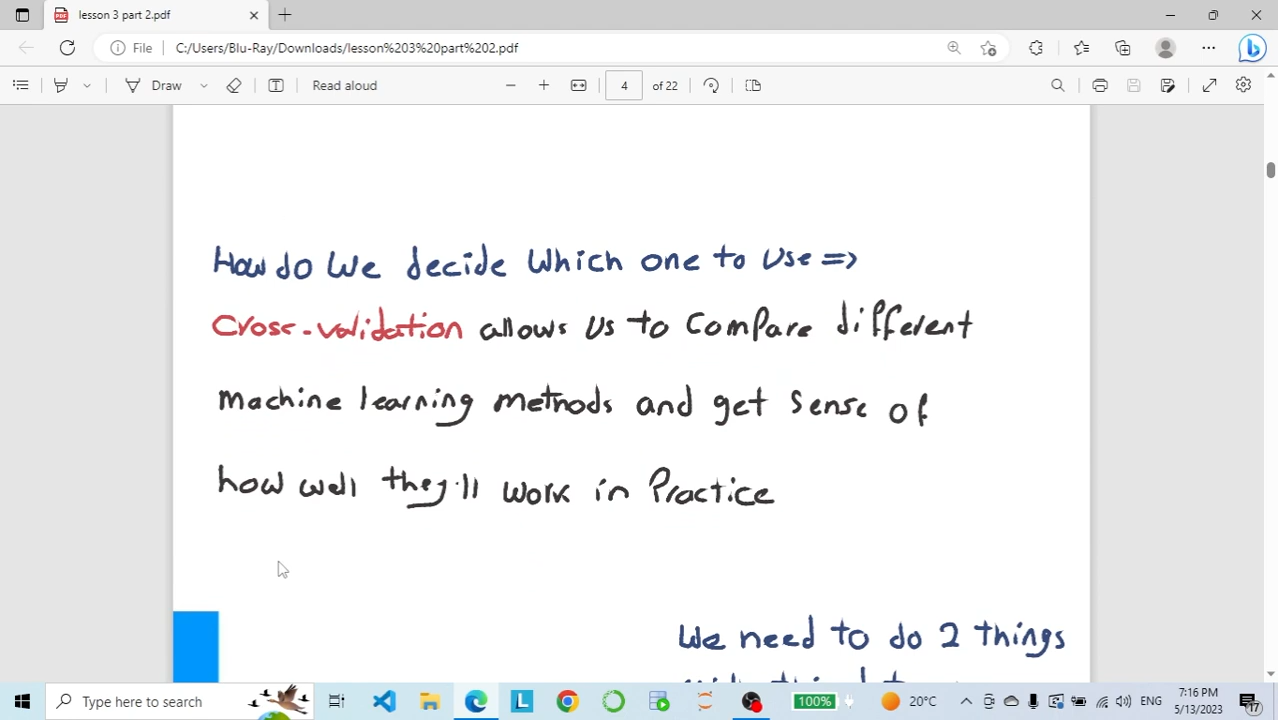 lesson 3 part 2.pdf
File
C:/Users/Blu-Ray/Downloads/lesson%203%20part%202.pdf
Draw
Read aloud
4
of 22
How do we decide which one to use =>
Cross-validation allows us to compare different
machine learning methods and get sense of
how well they'll work in Practice
We need to do 2 things
Type here to search
100%
20°C
ENG
7:16 PM
5/13/2023
17